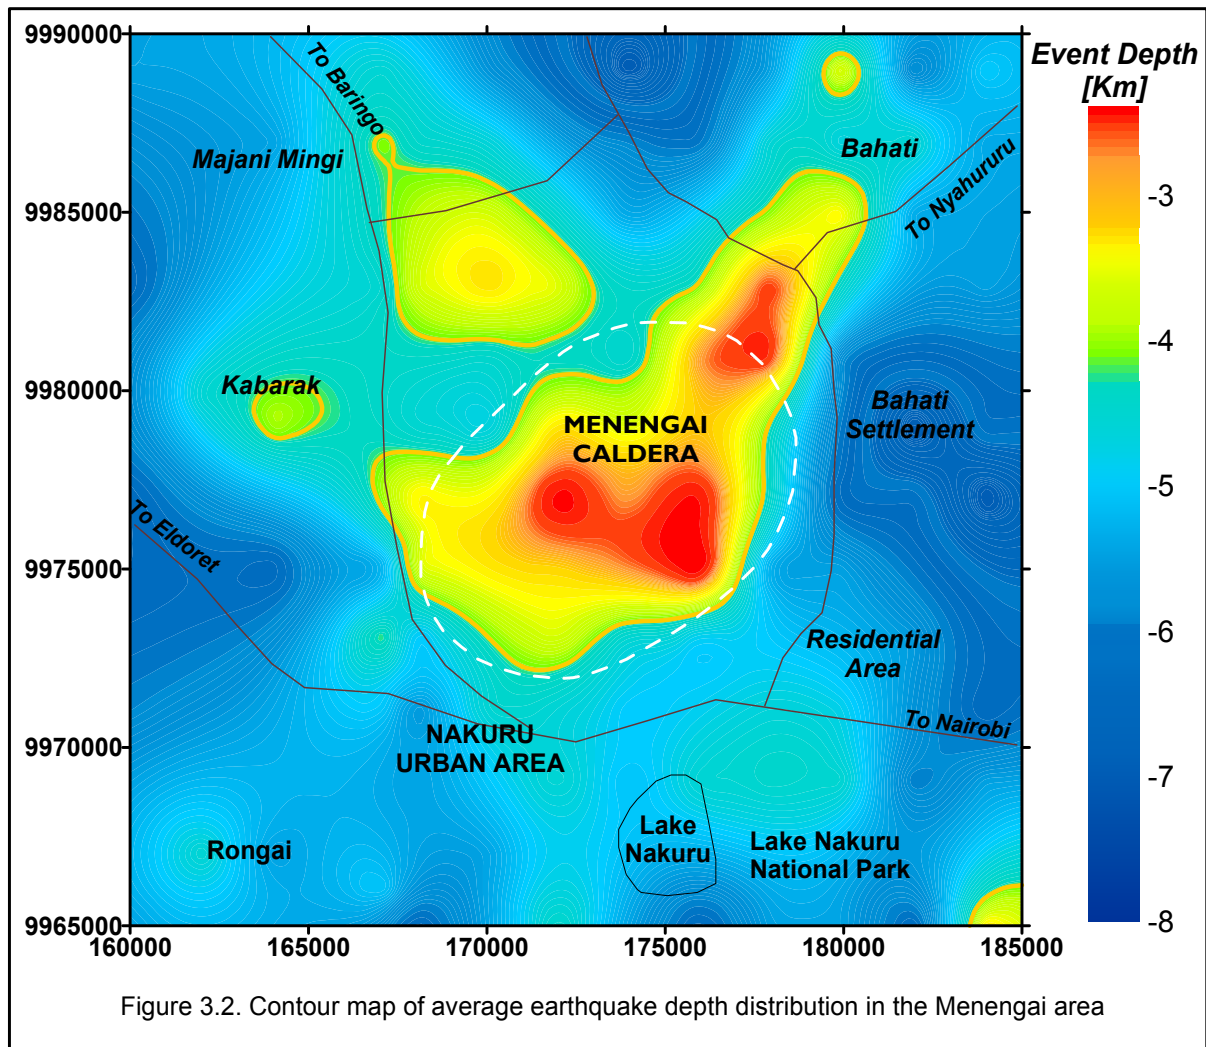 9990000
9985000
9980000
9975000
9970000
9965000
160000
165000
170000
175000
180000
185000
To Baringo
Majani Mingi
Bahati
To Nyahururu
Kabarak
MENENGAI
CALDERA
Bahati
Settlement
To Eldoret
Residential
Area
To Nairobi
NAKURU
URBAN AREA
Rongai
Lake
Nakuru
Lake Nakuru
National Park
Event Depth
[Km]
-3
-4
-5
-6
-7
-8
Figure 3.2. Contour map of average earthquake depth distribution in the Menengai area